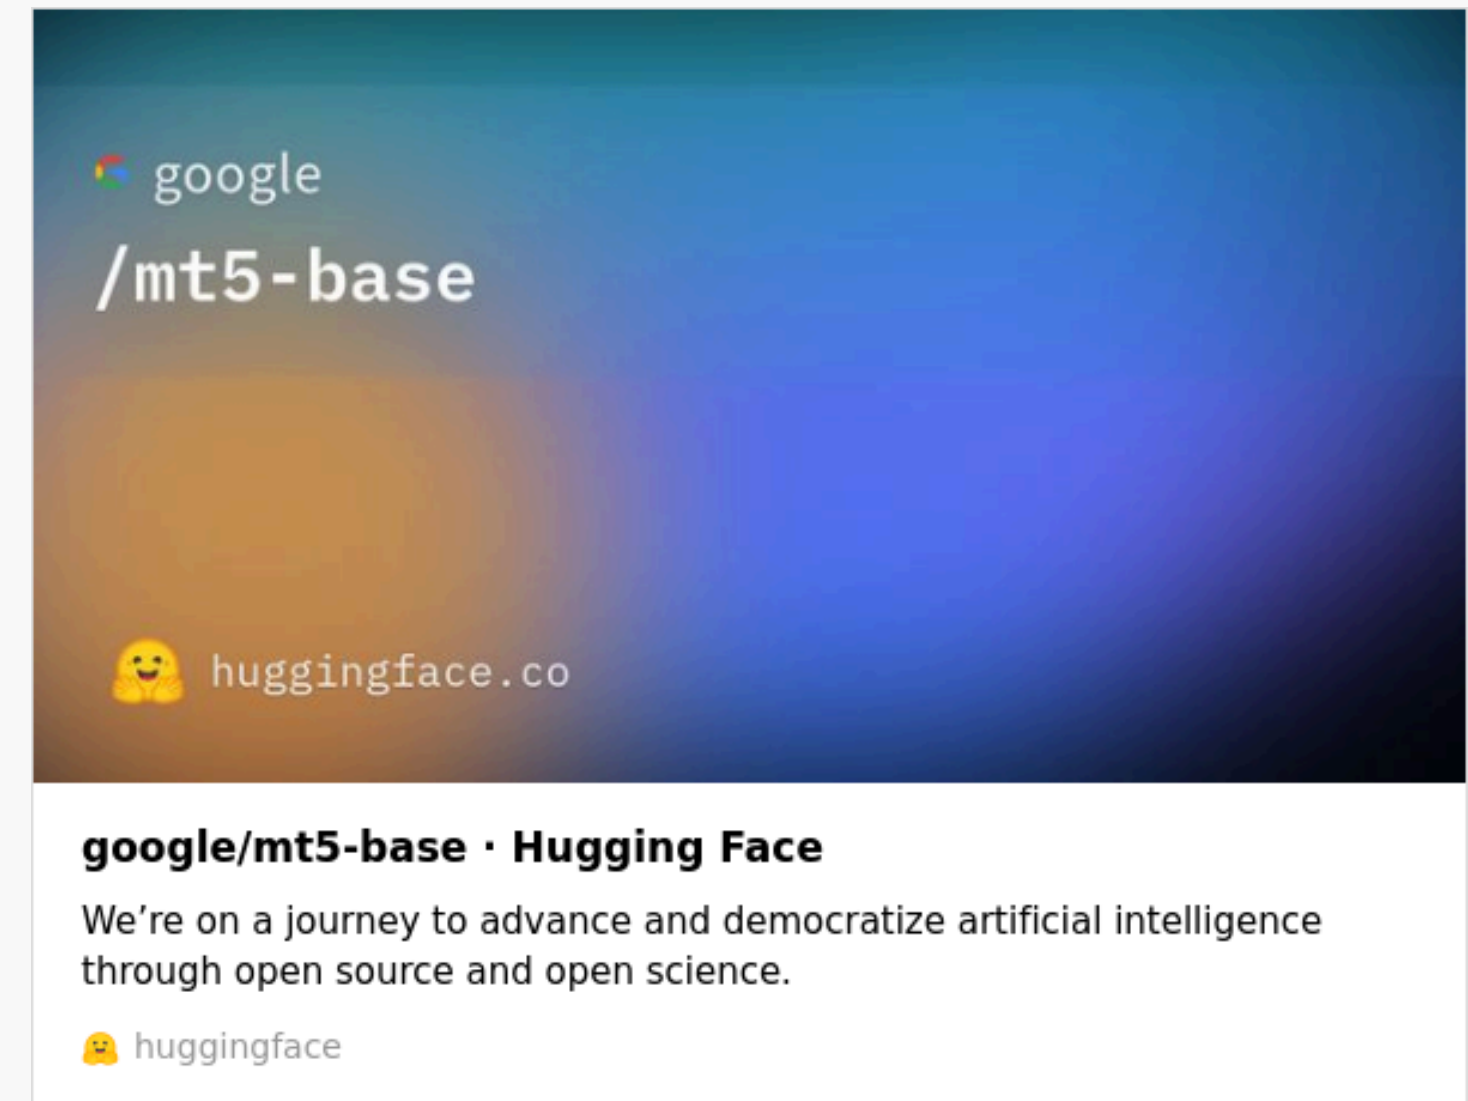 google
/mt5-base
huggingface.co
google/mt5-base · Hugging Face
We’re on a journey to advance and democratize artificial intelligence
through open source and open science.
huggingface